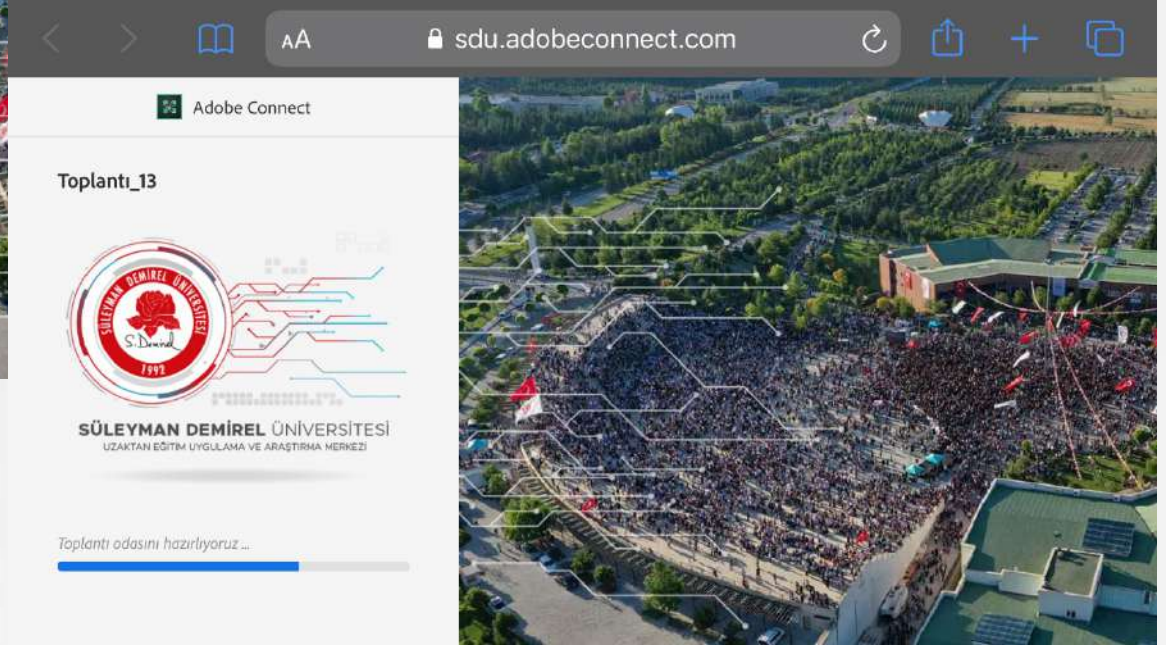 AA
sdu.adobeconnect.com
Adobe Connect
Toplantı_13
SÜLEYMAN DEMİREL ÜNİVERSİTESİ
S. Demirel
1992
SÜLEYMAN DEMİREL ÜNİVERSİTESİ
UZAKTAN EĞİTİM UYGULAMA VE ARAŞTIRMA MERKEZİ
Toplantı odasını hazırlıyoruz ...